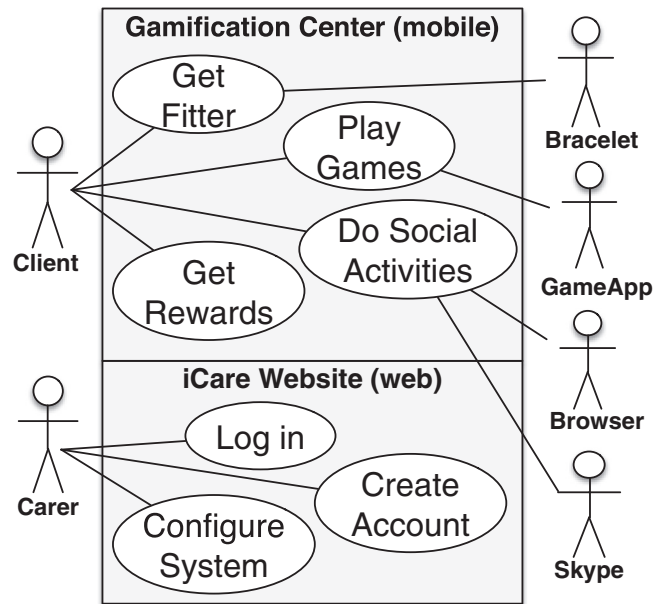 Gamification Center (mobile)
Get
Fitter
Bracelet
Play
Games
Client
Do Social
Activities
GameApp
Get
Rewards
iCare Website (web)
Browser
Log in
Carer
Create
Account
Configure
System
Skype